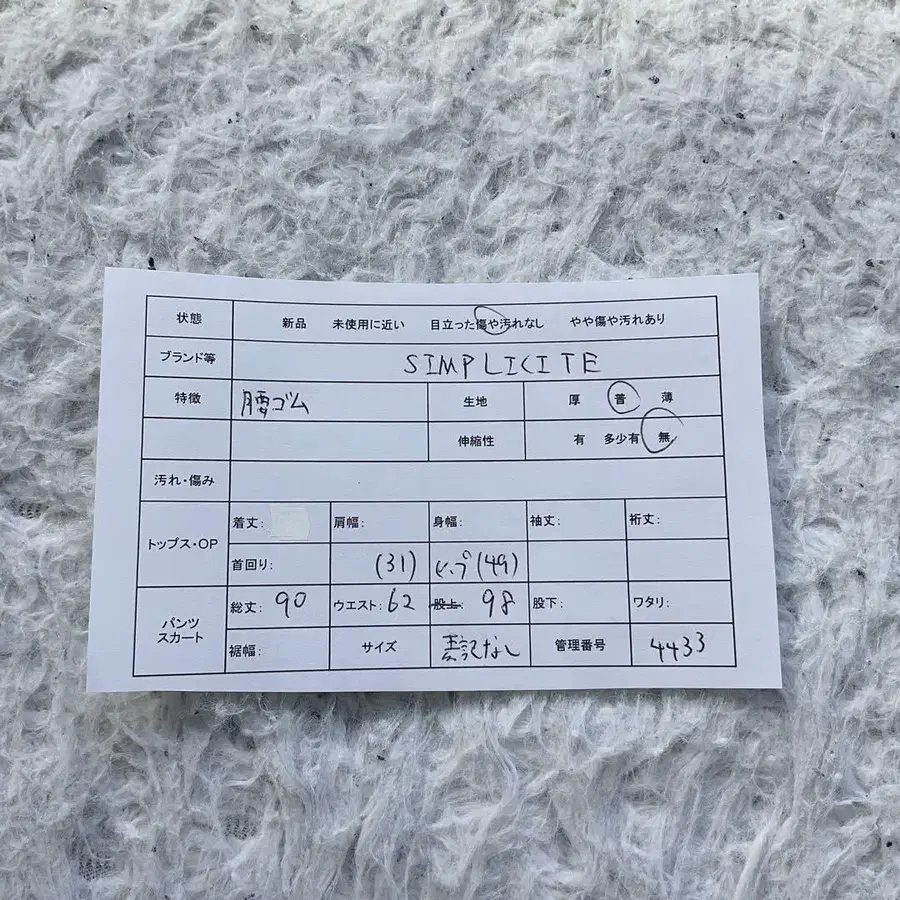 状態 新品 未使用に近い 目立った傷や汚れなし やや傷や汚れあり
ブランド等 SIMPLICITE
特徴 腰ゴム 生地 厚 普 薄
伸縮性 有 多少有 無
汚れ・傷み
トップス・OP 着丈: 肩幅: 身幅: 袖丈: 裄丈:
首回り: (31) ヒップ(49)
パンツ スカート 総丈: 90 ウエスト: 62 股上: 98 股下: ワタリ:
裾幅: サイズ 表記なし 管理番号 4433